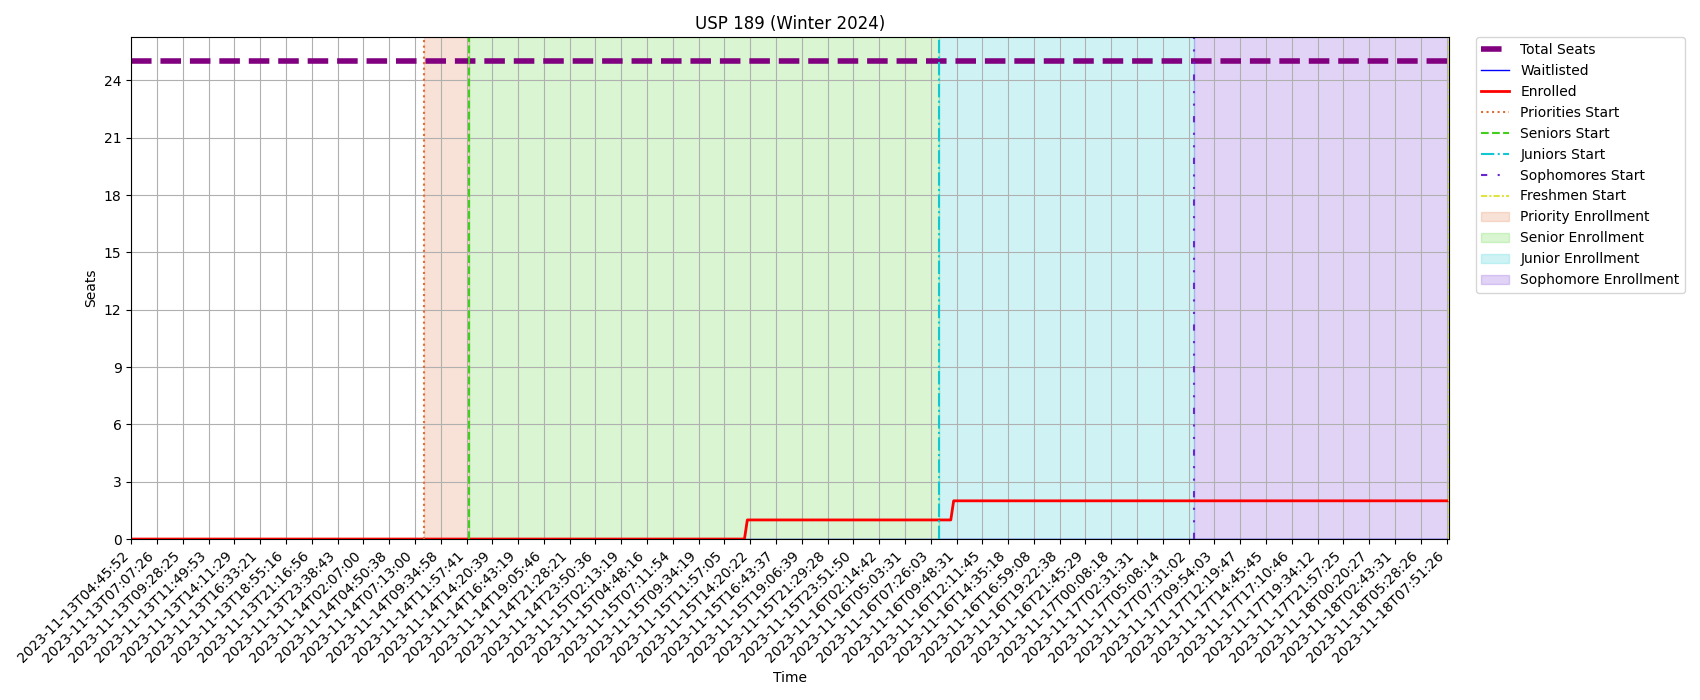 USP 189 (Winter 2024)
Total Seats
Waitlisted
Enrolled
Priorities Start
Seniors Start
Juniors Start
Sophomores Start
Freshmen Start
Priority Enrollment
Senior Enrollment
Junior Enrollment
Sophomore Enrollment
Seats
24
21
18
15
12
9
6
3
0
2023-11-13T04:45:52
2023-11-13T07:07:26
2023-11-13T09:28:25
2023-11-13T11:49:53
2023-11-13T14:11:29
2023-11-13T16:33:21
2023-11-13T18:55:16
2023-11-13T21:16:56
2023-11-13T23:38:43
2023-11-14T02:07:00
2023-11-14T04:50:38
2023-11-14T07:13:00
2023-11-14T09:34:58
2023-11-14T11:57:41
2023-11-14T14:20:39
2023-11-14T16:43:19
2023-11-14T19:05:46
2023-11-14T21:28:21
2023-11-14T23:50:36
2023-11-15T02:13:19
2023-11-15T04:48:16
2023-11-15T07:11:54
2023-11-15T09:34:19
2023-11-15T11:57:05
2023-11-15T14:20:22
2023-11-15T16:43:37
2023-11-15T19:06:39
2023-11-15T21:29:28
2023-11-15T23:51:50
2023-11-16T02:14:42
2023-11-16T05:03:31
2023-11-16T07:26:03
2023-11-16T09:48:31
2023-11-16T12:11:45
2023-11-16T14:35:18
2023-11-16T16:59:08
2023-11-16T19:22:38
2023-11-16T21:45:29
2023-11-17T00:08:18
2023-11-17T02:31:31
2023-11-17T05:08:14
2023-11-17T07:31:02
2023-11-17T09:54:03
2023-11-17T12:19:47
2023-11-17T14:45:45
2023-11-17T17:10:46
2023-11-17T19:34:12
2023-11-17T21:57:25
2023-11-18T00:20:27
2023-11-18T02:43:31
2023-11-18T05:28:26
2023-11-18T07:51:26
Time